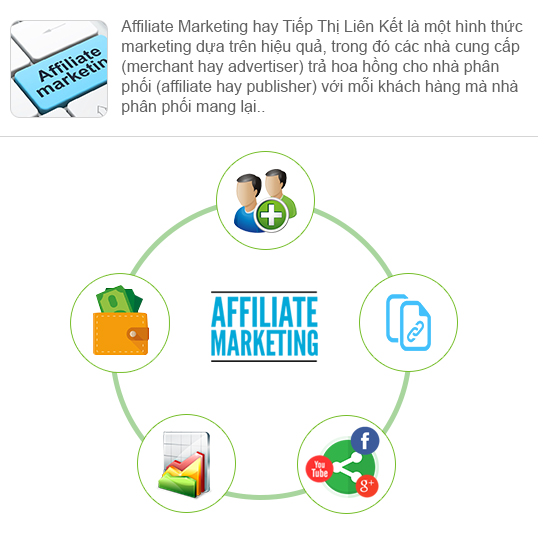 Affiliate Marketing hay Tiếp Thị Liên Kết là một hình thức
marketing dựa trên hiệu quả, trong đó các nhà cung cấp
(merchant hay advertiser) trả hoa hồng cho nhà phân
phối (affiliate hay publisher) với mỗi khách hàng mà nhà
phân phối mang lại..
Affiliate
marketing
AFFILIATE
MARKETING
f
You
Tube
g+